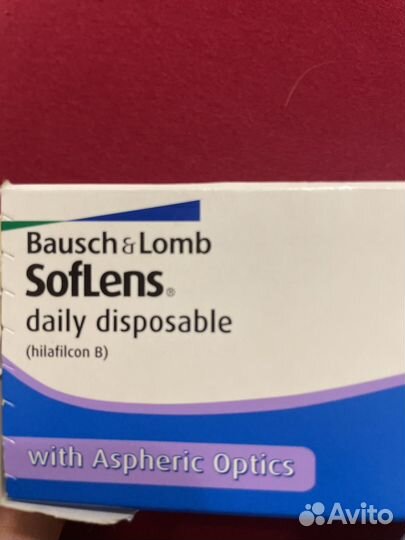 Bausch & Lomb
SofLens®
daily disposable
(hilafilcon B)
with Aspheric Optics
Avito